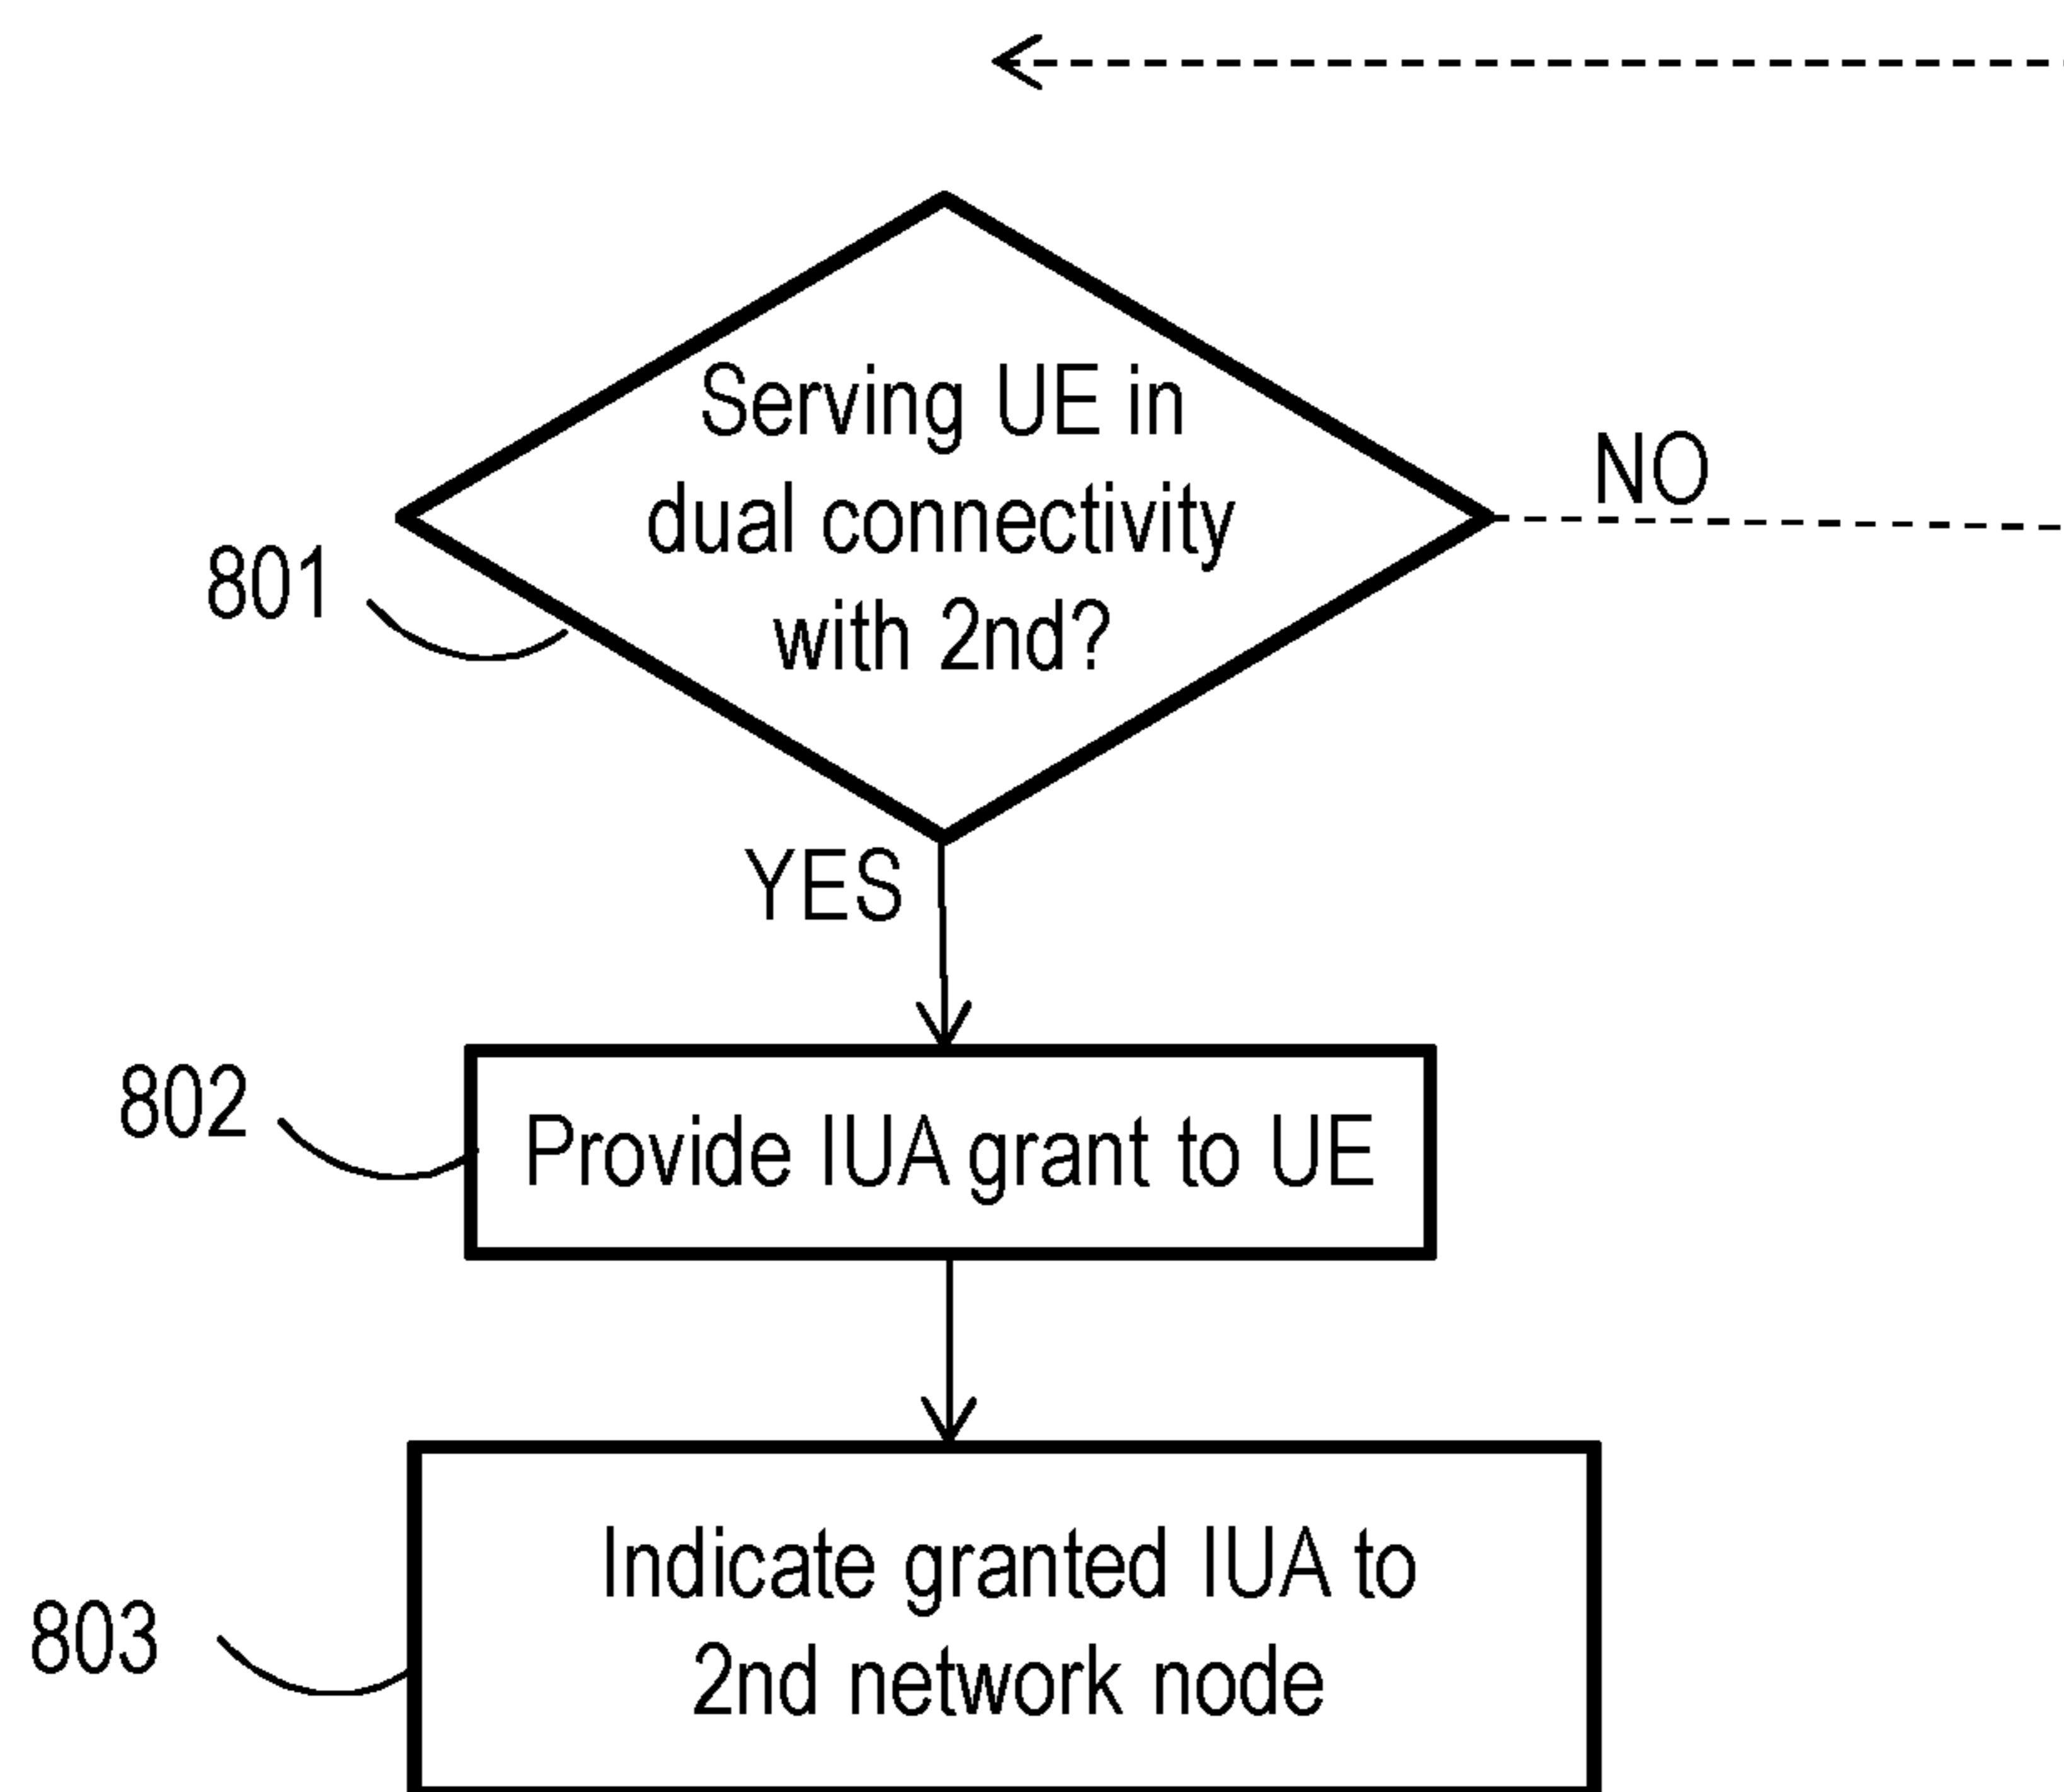 Serving UE in
dual connectivity
with 2nd?
NO
801
YES
802
Provide IUA grant to UE
Indicate granted IUA to
2nd network node
803